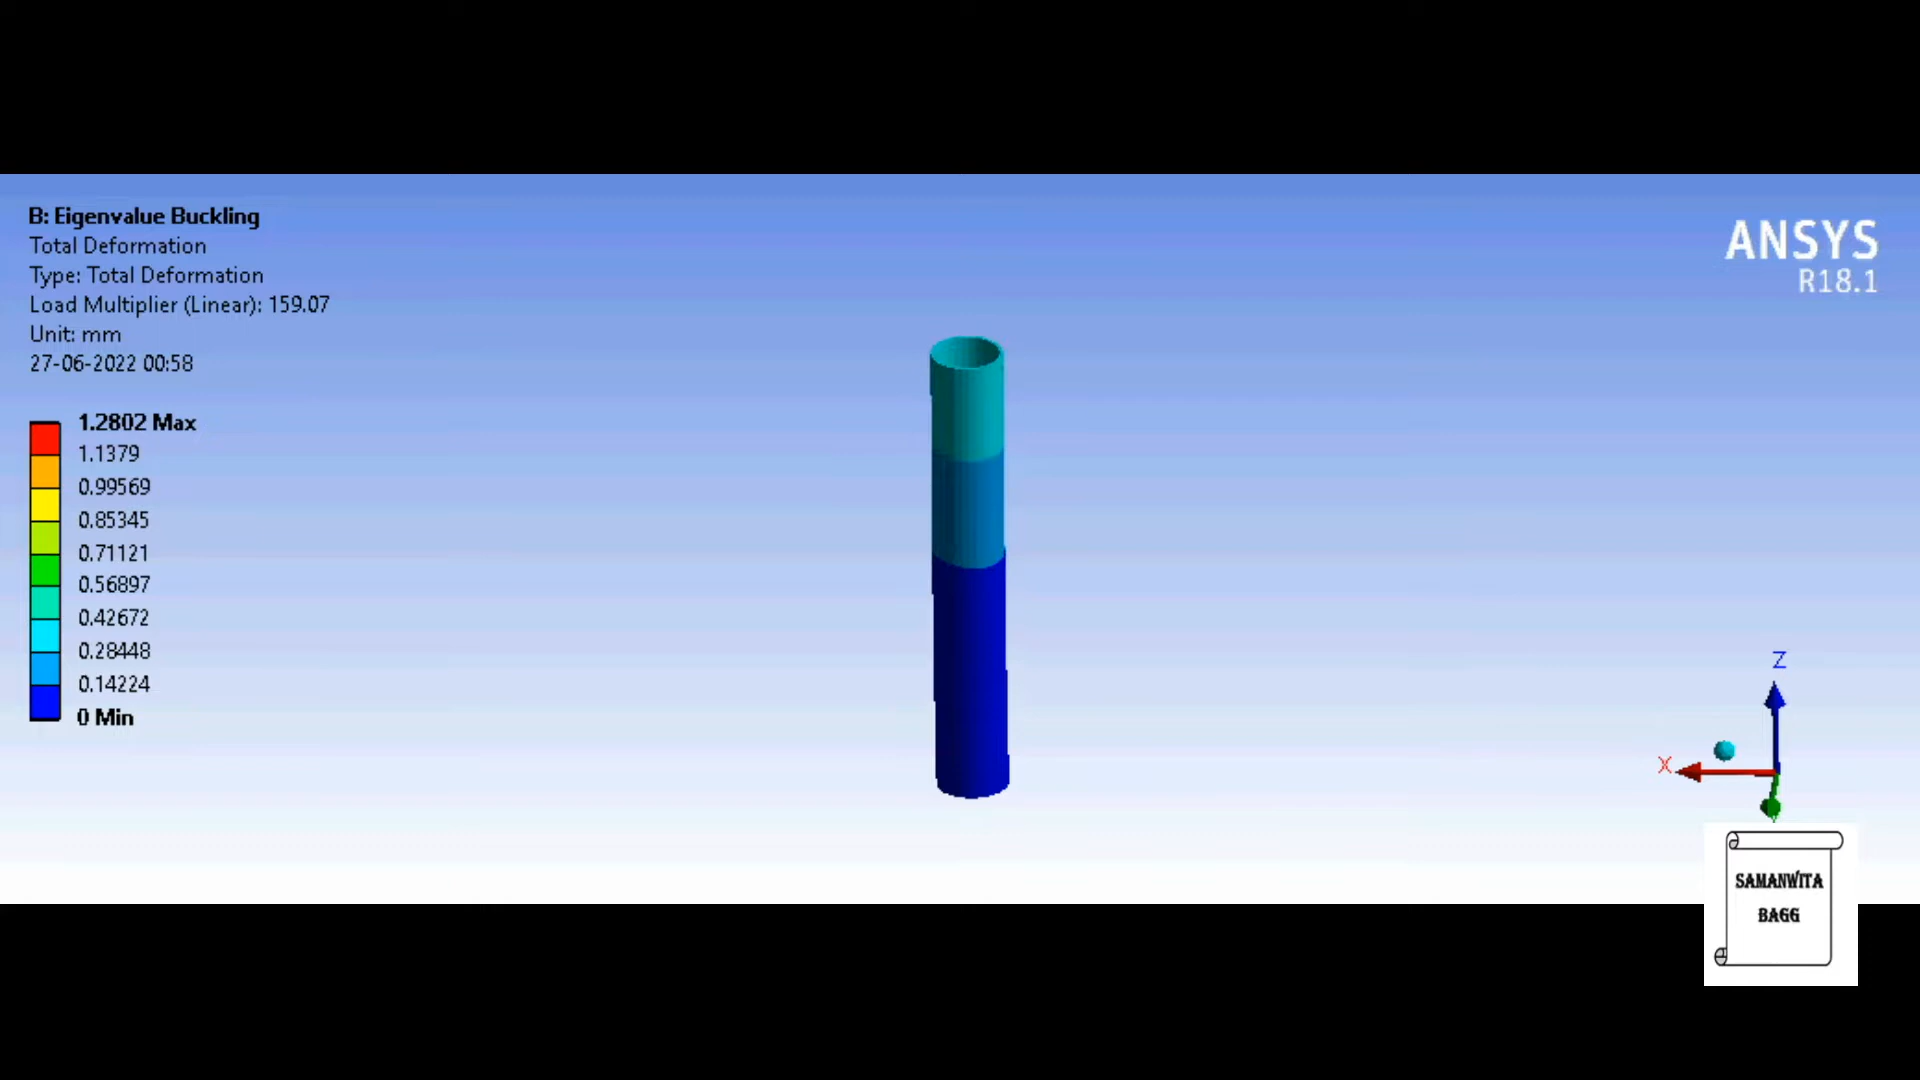 B: Eigenvalue Buckling
Total Deformation
Type: Total Deformation
Load Multiplier (Linear): 159.07
Unit: mm
27-06-2022 00:58
1.2802 Max
1.1379
0.99569
0.85345
0.71121
0.56897
0.42672
0.28448
0.14224
0 Min
ANSYS
R18.1
Z
X
SAMANWITA
BAGG